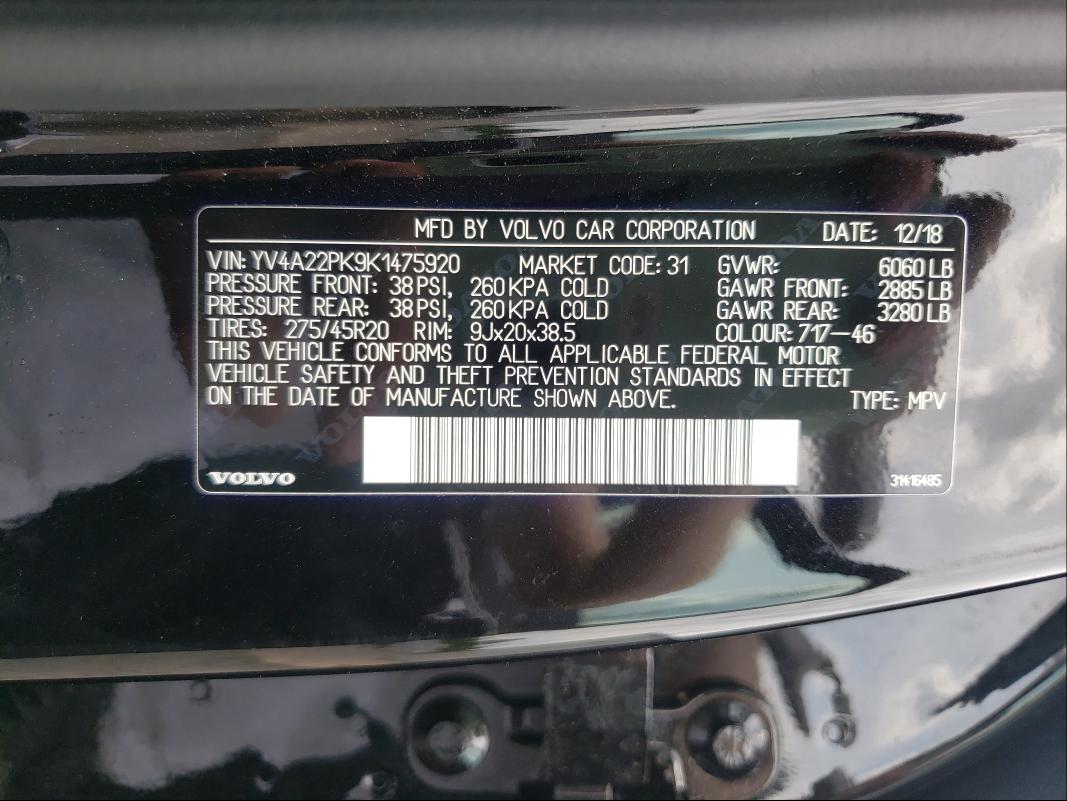 MFD BY VOLVO CAR CORPORATION DATE: 12/18
VIN: YV4A22PK9K1475920 MARKET CODE: 31 GVWR: 6060 LB
PRESSURE FRONT: 38 PSI, 260 KPA COLD GAWR FRONT: 2885 LB
PRESSURE REAR: 38 PSI, 260 KPA COLD GAWR REAR: 3280 LB
TIRES: 275/45R20 RIM: 9Jx20x38.5 COLOUR: 717-46
THIS VEHICLE CONFORMS TO ALL APPLICABLE FEDERAL MOTOR
VEHICLE SAFETY AND THEFT PREVENTION STANDARDS IN EFFECT
ON THE DATE OF MANUFACTURE SHOWN ABOVE. TYPE: MPV
VOLVO 31416485